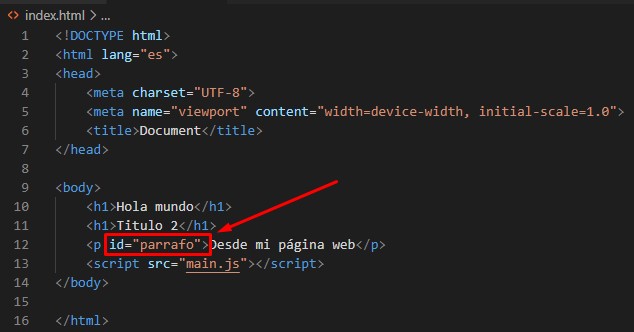 index.html > ...
1 <!DOCTYPE html>
2 <html lang="es">
3 <head>
4 <meta charset="UTF-8">
5 <meta name="viewport" content="width=device-width, initial-scale=1.0">
6 <title>Document</title>
7 </head>
8
9 <body>
10 <h1>Hola mundo</h1>
11 <h1>Titulo 2</h1>
12 <p id="parrafo">Desde mi página web</p>
13 <script src="main.js"></script>
14 </body>
15
16 </html>